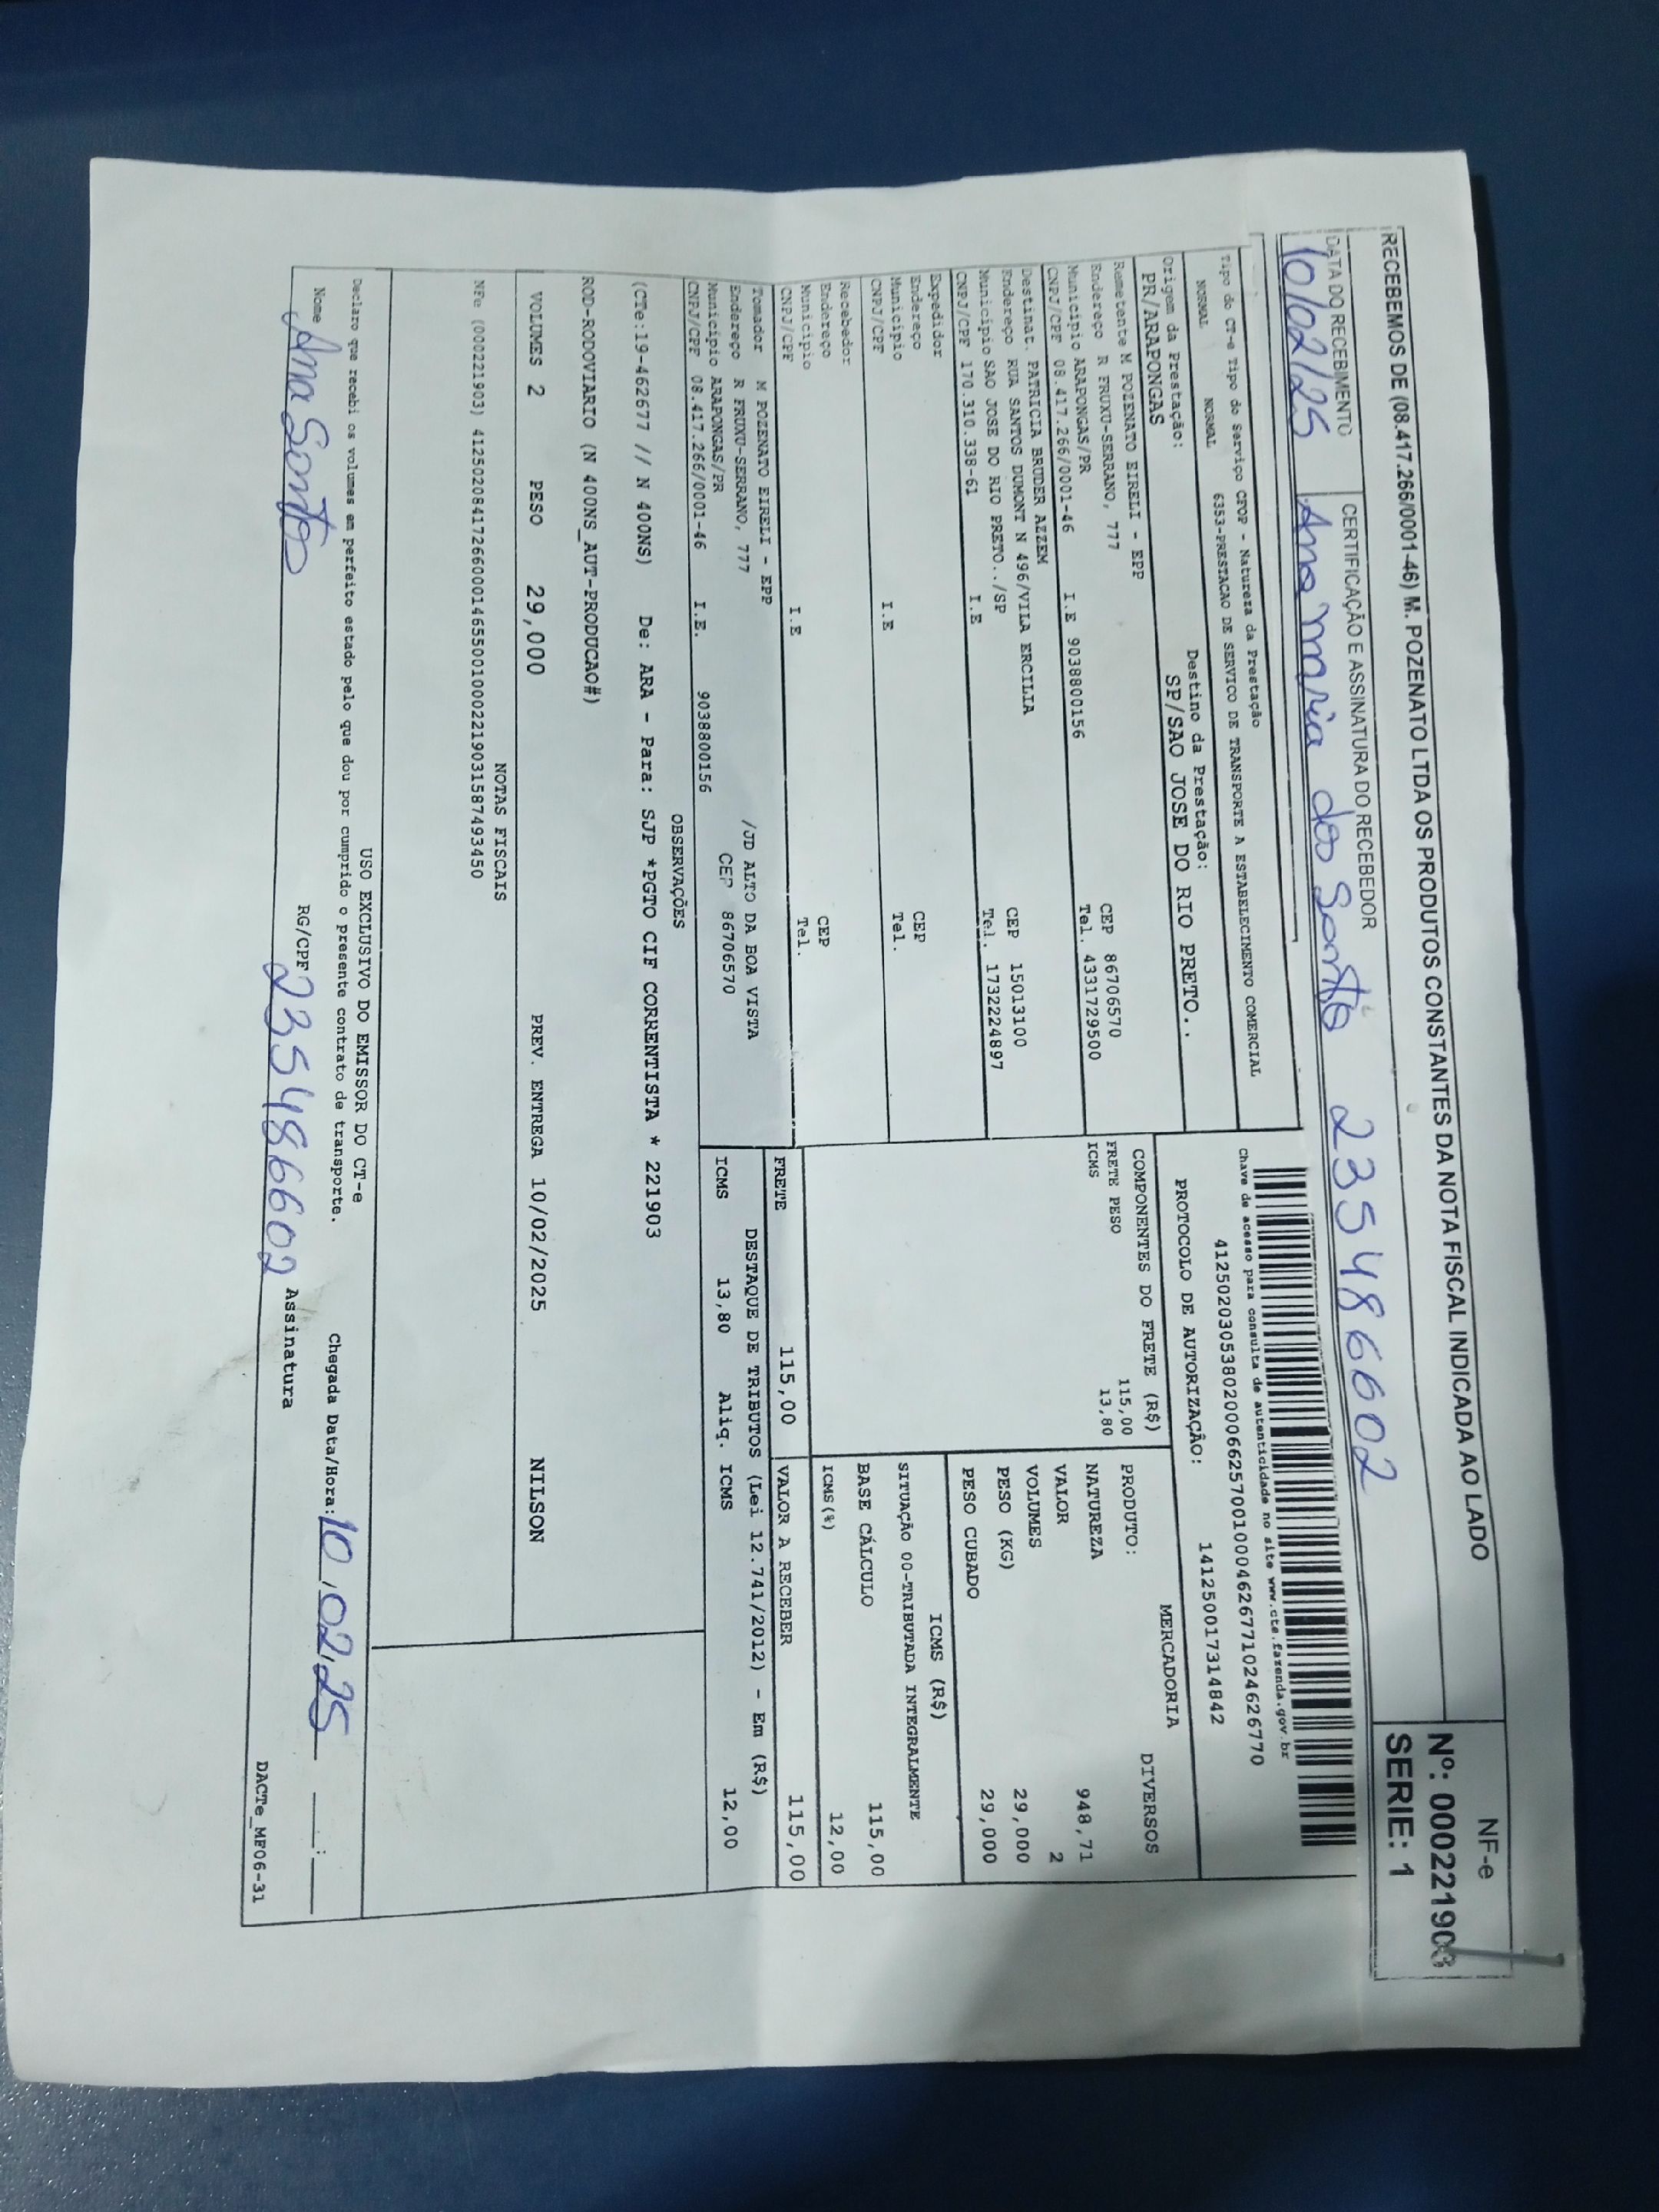 RECEBEMOS DE (08.417.266/0001-46) M. POZENATO LTDA OS PRODUTOS CONSTANTES DA NOTA FISCAL INDICADA AO LADO
NF-e
Nº: 000221903
SERIE: 1
DATA DO RECEBIMENTO
CERTIFICAÇÃO E ASSINATURA DO RECEBEDOR
10/02/25 Ana Maria dos Santos 235486602
Tipo do CT-e Tipo do Serviço CFOP - Natureza da Prestação
NORMAL NORMAL 6353-PRESTACAO DE SERVICO DE TRANSPORTE A ESTABELECIMENTO COMERCIAL
Chave de acesso para consulta de autenticidade no site www.cte.fazenda.gov.br
Origem da Prestação: Destino da Prestação:
PR/ARAPONGAS SP/SAO JOSE DO RIO PRETO..
PROTOCOLO DE AUTORIZAÇÃO: 141250017314842
Remetente M POZENATO EIRELI - EPP
Endereço R FRUXU-SERRANO, 777 CEP 86706570
Município ARAPONGAS/PR Tel. 4331729500
CNPJ/CPF 08.417.266/0001-46 I.E 9038800156
Destinat. PATRICIA BRUDER AZZEM
Endereço RUA SANTOS DUMONT N 496/VILA ERCILIA CEP 15013100
Município SAO JOSE DO RIO PRETO../SP Tel. 1732224897
CNPJ/CPF 170.310.338-61 I.E
Expedidor
Endereço CEP
Município Tel.
CNPJ/CPF I.E
Recebedor
Endereço CEP
Município Tel.
CNPJ/CPF I.E
Tomador M POZENATO EIRELI - EPP
Endereço R FRUXU-SERRANO, 777 /JD ALTO DA BOA VISTA
Município ARAPONGAS/PR CEP 86706570
CNPJ/CPF 08.417.266/0001-46 I.E. 9038800156
COMPONENTES DO FRETE (R$)
FRETE PESO 115,00
ICMS 13,80
MERCADORIA
PRODUTO: DIVERSOS
NATUREZA
VALOR 948,71
VOLUMES 2
PESO (KG) 29,000
PESO CUBADO 29,000
ICMS (R$)
SITUAÇÃO 00-TRIBUTADA INTEGRALMENTE
BASE CÁLCULO 115,00
ICMS(%) 12,00
FRETE 115,00 VALOR A RECEBER 115,00
DESTAQUE DE TRIBUTOS (Lei 12.741/2012) - Em (R$)
ICMS 13,80 Aliq. ICMS 12,00
OBSERVAÇÕES
(CTe:19-462677 // N 400NS) De: ARA - Para: SJP *PGTO CIF CORRENTISTA * 221903
ROD-RODOVIARIO (N 400NS_AUT-PRODUCAO#)
VOLUMES 2 PESO 29,000 PREV. ENTREGA 10/02/2025 NILSON
NOTAS FISCAIS
NFe (000221903) 41250208417266000146550010002219031587493450
USO EXCLUSIVO DO EMISSOR DO CT-e
Declaro que recebi os volumes em perfeito estado pelo que dou por cumprido o presente contrato de transporte. Chegada Data/Hora: 10/02/25 __:__
Nome Ana Santos RG/CPF 235486602 Assinatura
DACTe_MF06-31